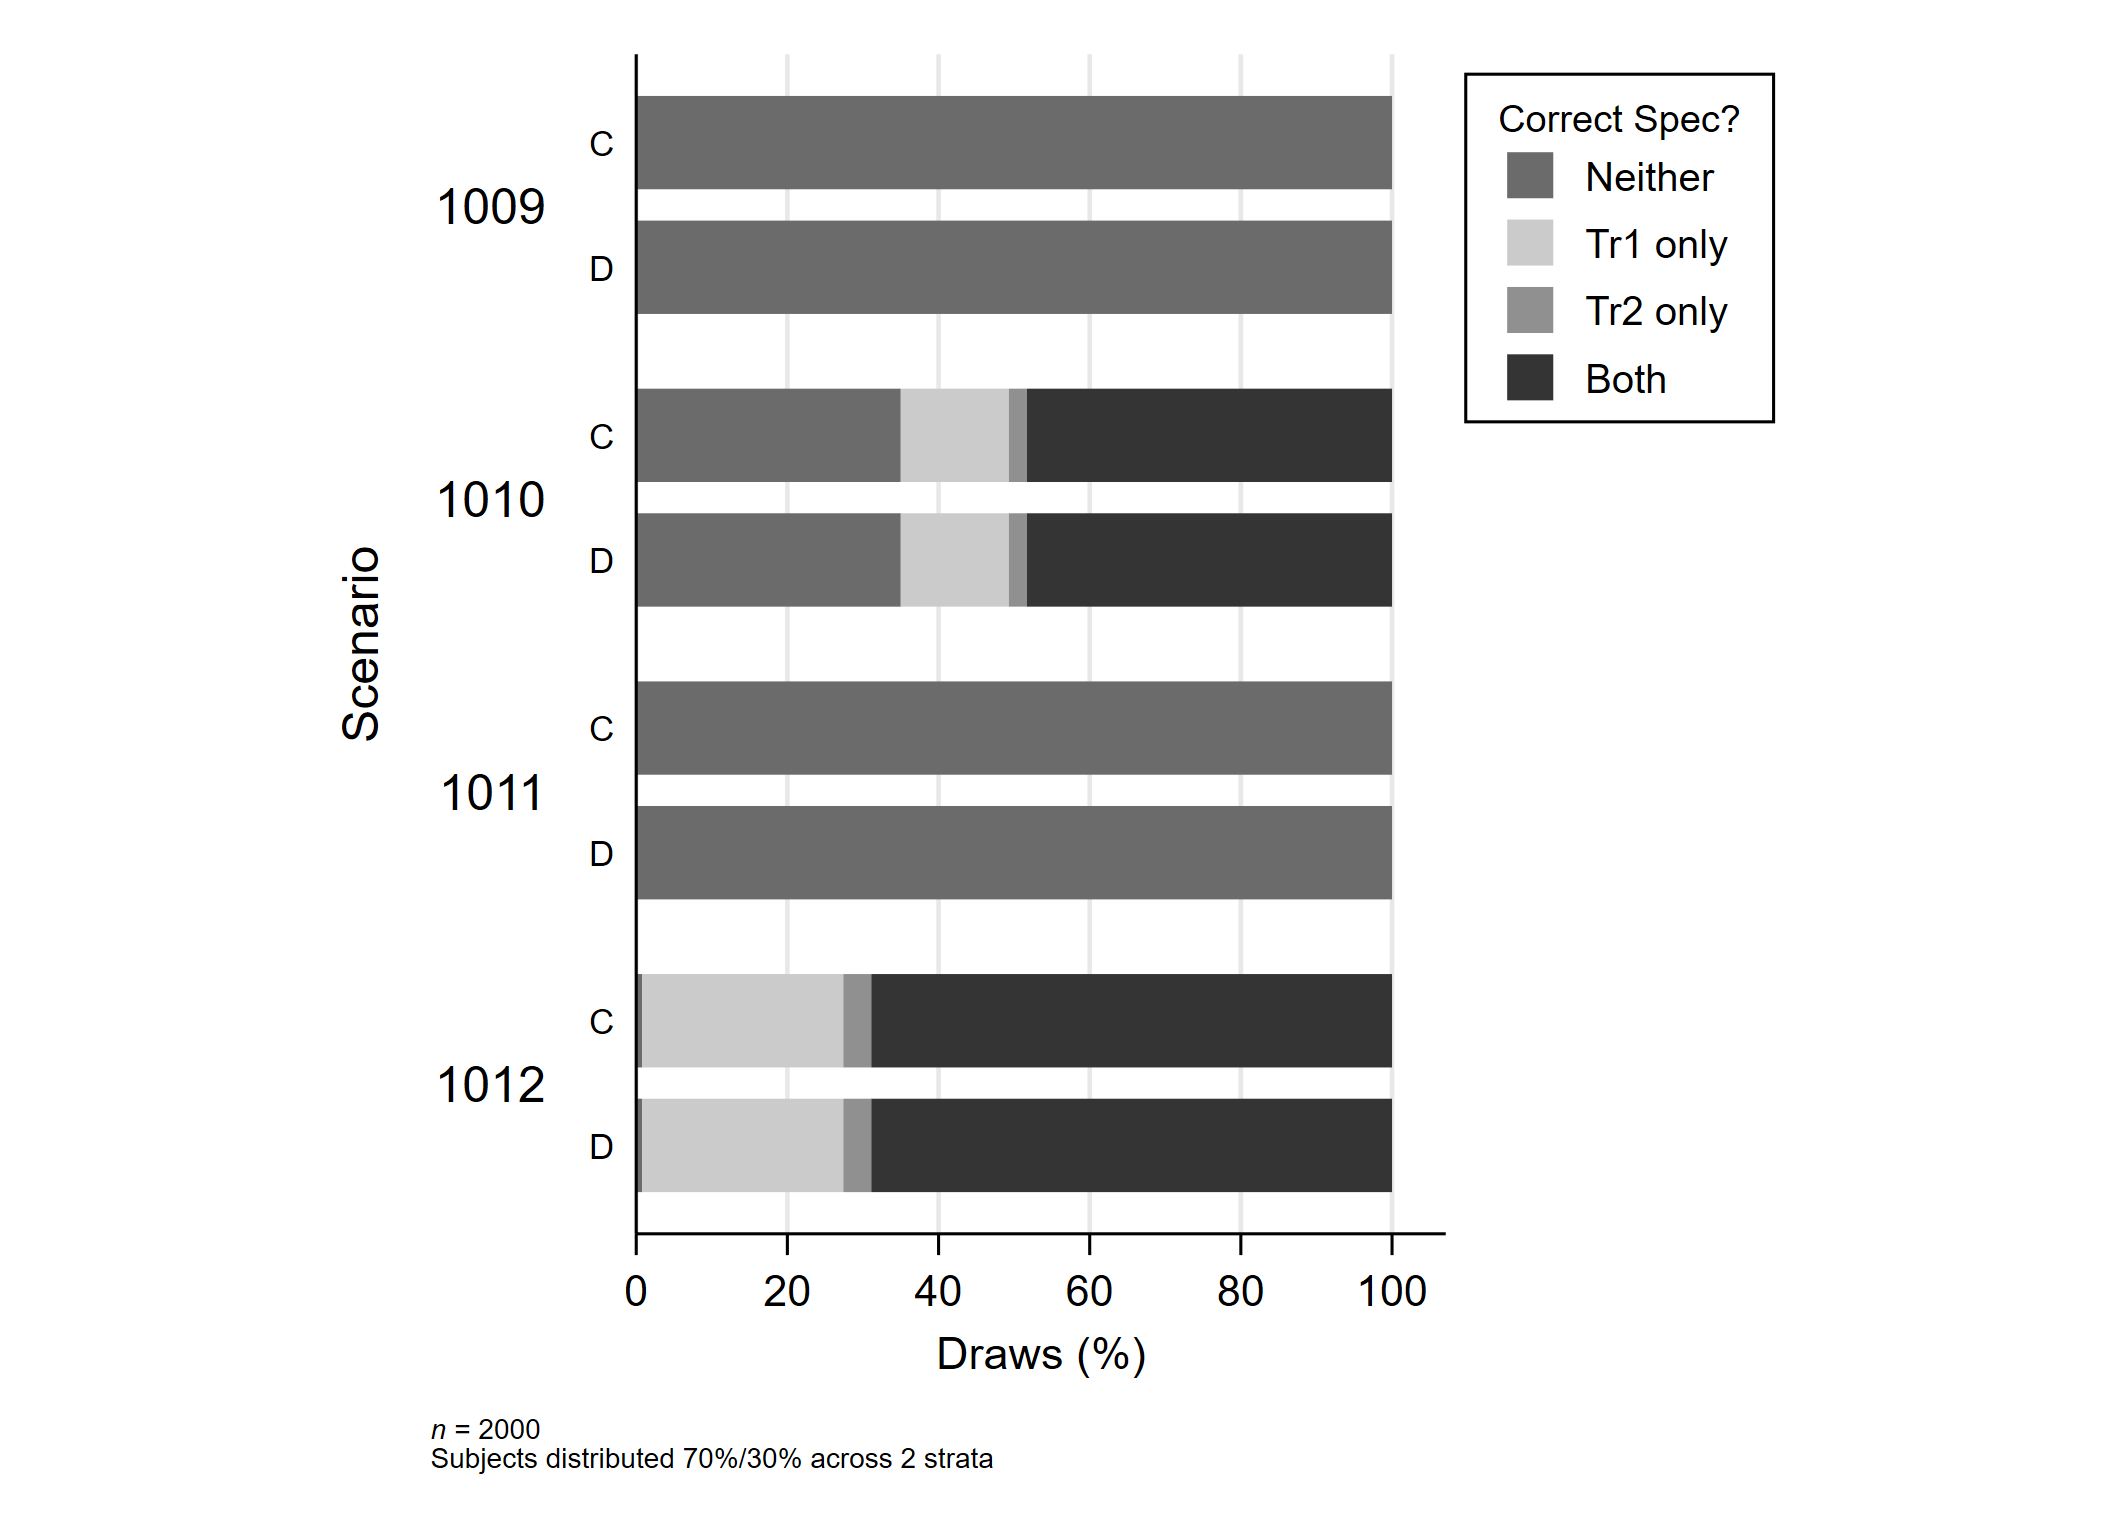 Correct Spec?
Neither
Tr1 only
Tr2 only
Both
Scenario
1009
C
D
1010
C
D
1011
C
D
1012
C
D
0 20 40 60 80 100
Draws (%)
n = 2000
Subjects distributed 70%/30% across 2 strata